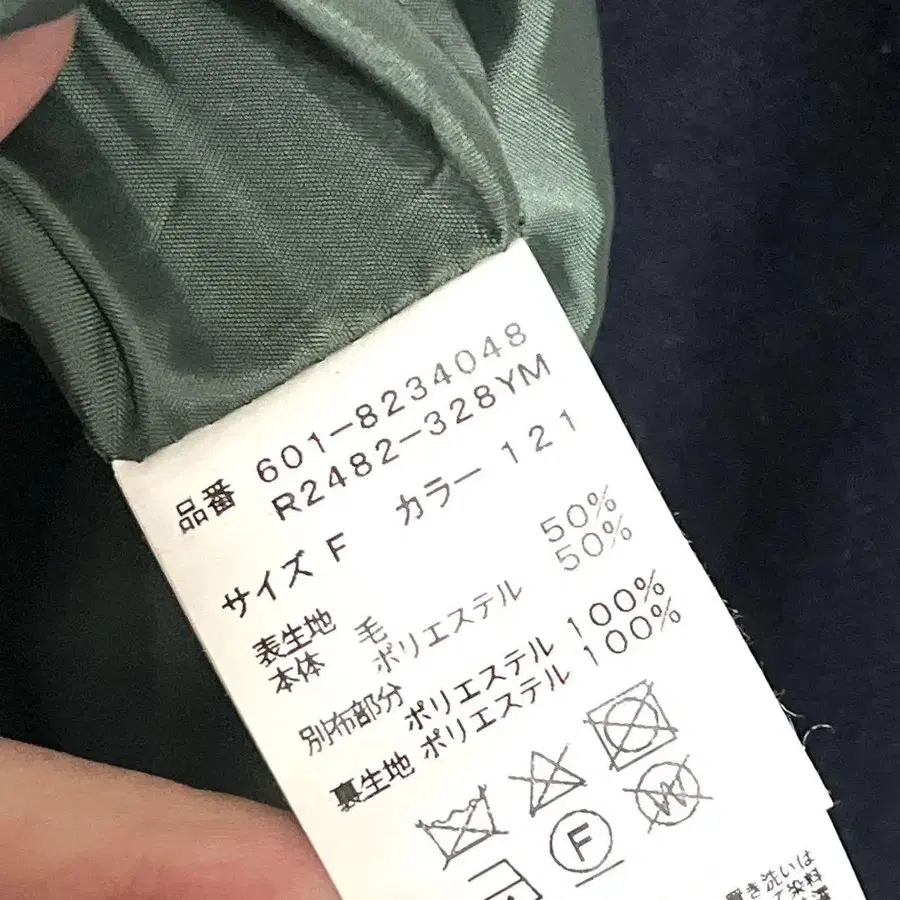 品番 601-8234048
R2482-328YM
サイズ F カラー 121
表生地 毛 50%
本体 ポリエステル 50%
別布部分 ポリエステル 100%
裏生地 ポリエステル 100%
F
W